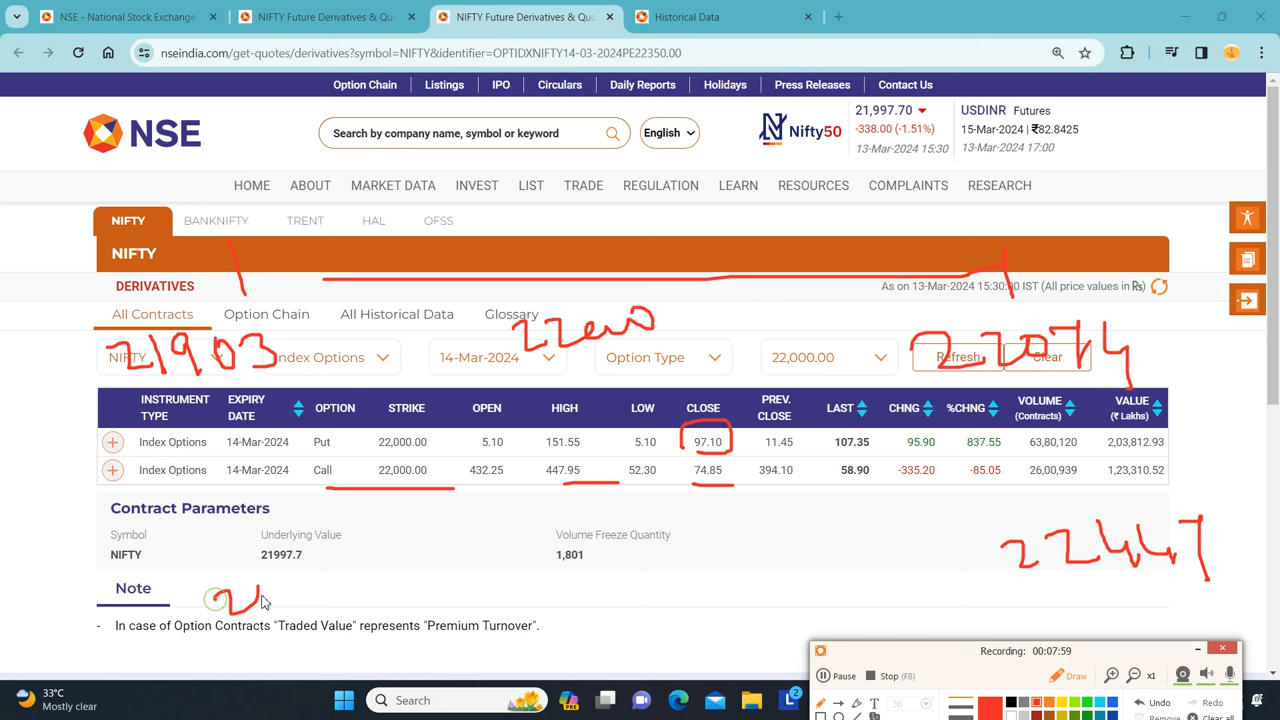 NSE - National Stock Exchange
NIFTY Future Derivatives & Quo
NIFTY Future Derivatives & Quo
Historical Data
nseindia.com/get-quotes/derivatives?symbol=NIFTY&identifier=OPTIDXNIFTY14-03-2024PE22350.00
Option Chain Listings IPO Circulars Daily Reports Holidays Press Releases Contact Us
NSE
Search by company name, symbol or keyword
English
Nifty50
21,997.70
-338.00 (-1.51%)
13-Mar-2024 15:30
USDINR Futures
15-Mar-2024 | ₹82.8425
13-Mar-2024 17:00
HOME ABOUT MARKET DATA INVEST LIST TRADE REGULATION LEARN RESOURCES COMPLAINTS RESEARCH
NIFTY BANKNIFTY TRENT HAL OFSS
NIFTY
DERIVATIVES
As on 13-Mar-2024 15:30:00 IST (All price values in ₹)
All Contracts Option Chain All Historical Data Glossary
22zero
21903
22074
NIFTY Index Options 14-Mar-2024 Option Type 22,000.00 Refresh Clear
INSTRUMENT TYPE EXPIRY DATE OPTION STRIKE OPEN HIGH LOW CLOSE PREV. CLOSE LAST CHNG %CHNG VOLUME (Contracts) VALUE (₹ Lakhs)
Index Options 14-Mar-2024 Put 22,000.00 5.10 151.55 5.10 97.10 11.45 107.35 95.90 837.55 63,80,120 2,03,812.93
Index Options 14-Mar-2024 Call 22,000.00 432.25 447.95 52.30 74.85 394.10 58.90 -335.20 -85.05 26,00,939 1,23,310.52
Contract Parameters
Symbol Underlying Value Volume Freeze Quantity
NIFTY 21997.7 1,801
22447
Note
- In case of Option Contracts "Traded Value" represents "Premium Turnover".
Recording: 00:07:59
Pause Stop (F8) Draw x1
33°C
Mostly clear
Search
2
T 36
Undo Redo
Remove Clear all